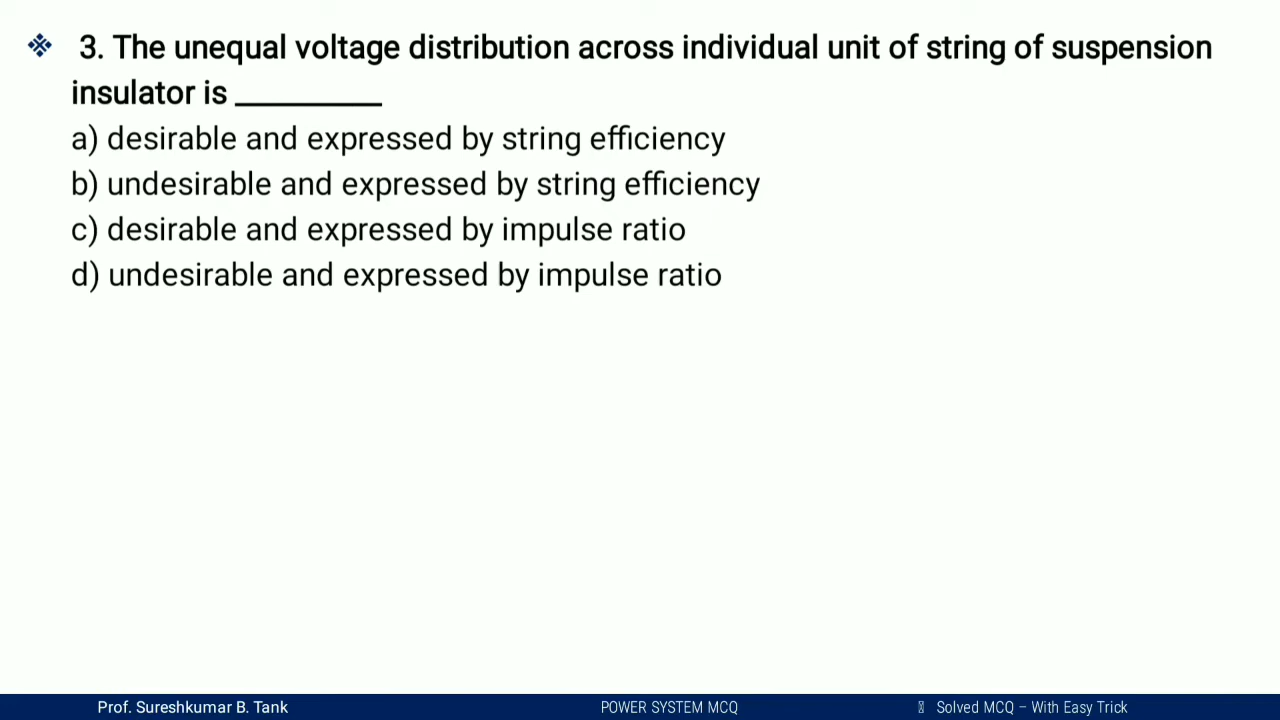 ❖ 3. The unequal voltage distribution across individual unit of string of suspension
insulator is __________
a) desirable and expressed by string efficiency
b) undesirable and expressed by string efficiency
c) desirable and expressed by impulse ratio
d) undesirable and expressed by impulse ratio
Prof. Sureshkumar B. Tank POWER SYSTEM MCQ Solved MCQ – With Easy Trick